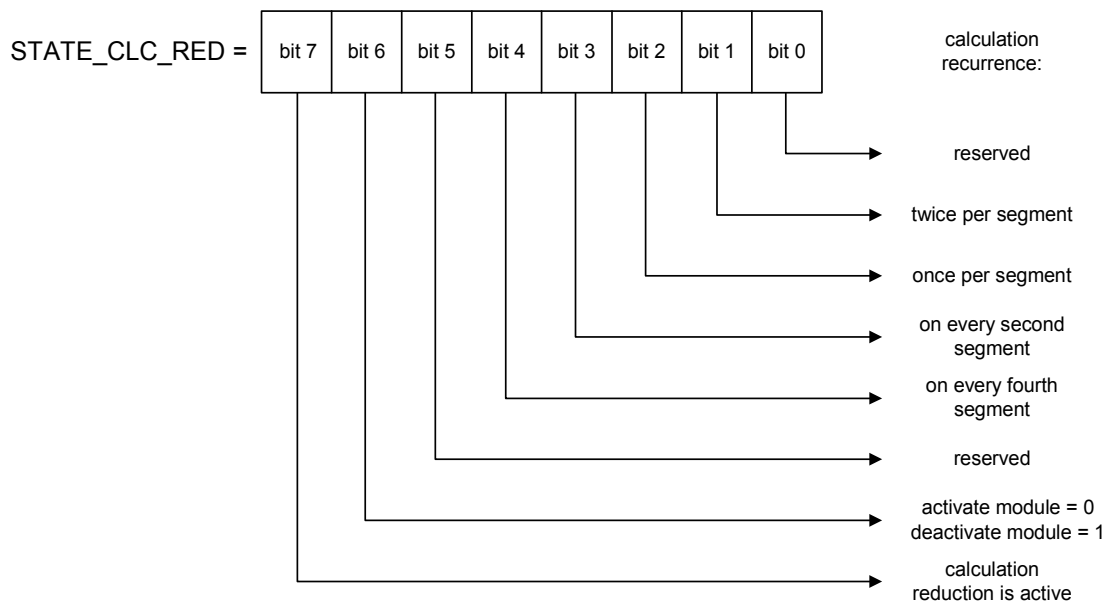 STATE_CLC_RED = bit 7 bit 6 bit 5 bit 4 bit 3 bit 2 bit 1 bit 0
calculation
recurrence:
reserved
twice per segment
once per segment
on every second
segment
on every fourth
segment
reserved
activate module = 0
deactivate module = 1
calculation
reduction is active